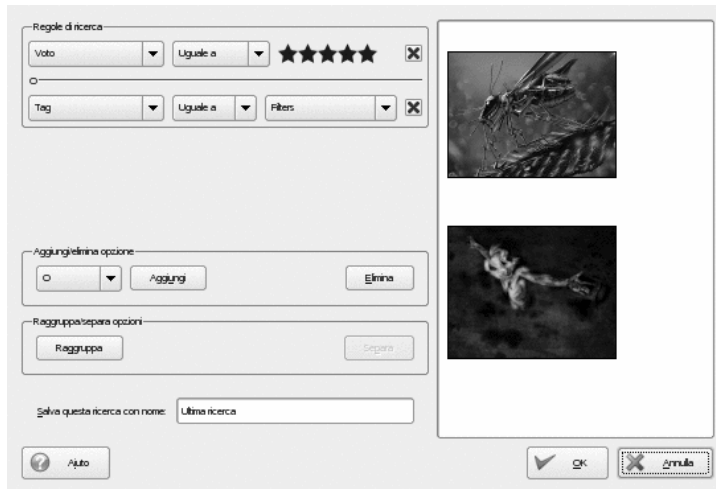 Regole di ricerca
Voto Uguale a
O
Tag Uguale a Filters
Aggiungi/elimina opzione
O Aggiungi Elimina
Raggruppa/separa opzioni
Raggruppa Separa
Salva questa ricerca con nome: Ultima ricerca
Aiuto OK Annulla